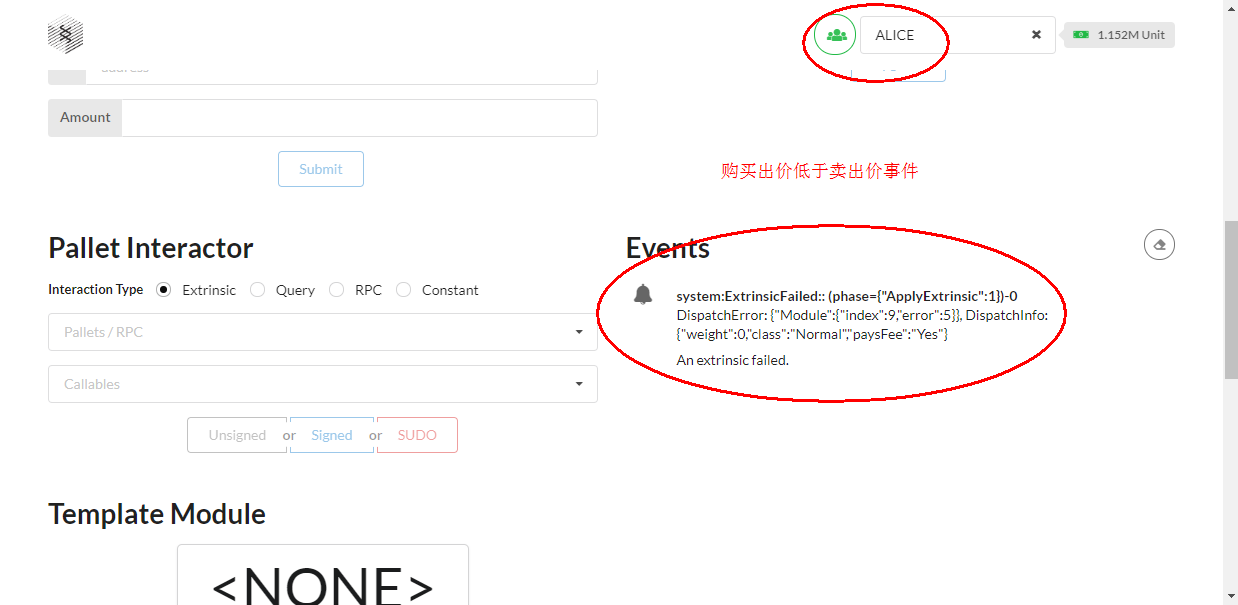 ALICE
1.152M Unit
Amount
Submit
购买出价低于卖出价事件
Pallet Interactor
Interaction Type Extrinsic Query RPC Constant
Pallets / RPC
Callables
Unsigned or Signed or SUDO
Events
system:ExtrinsicFailed:: (phase={"ApplyExtrinsic":1})-0
DispatchError: {"Module":{"index":9,"error":5}}, DispatchInfo:
{"weight":0,"class":"Normal","paysFee":"Yes"}
An extrinsic failed.
Template Module
<NONE>